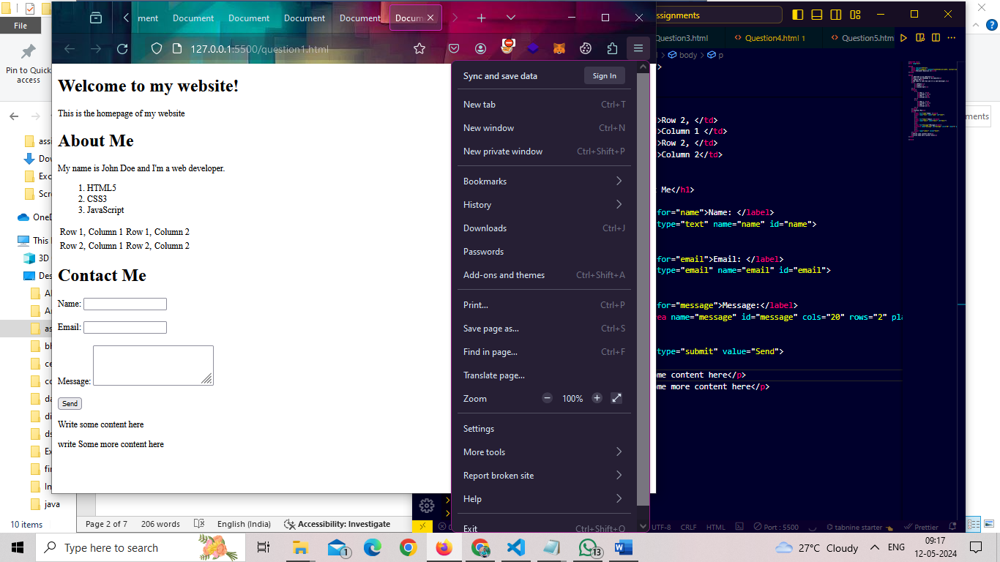 File
Pin to Quick
access
ment
Document
Document
Document
Document
Docum
127.0.0.1:5500/question1.html
Welcome to my website!
This is the homepage of my website
About Me
My name is John Doe and I'm a web developer.
1. HTML5
2. CSS3
3. JavaScript
Row 1, Column 1 Row 1, Column 2
Row 2, Column 1 Row 2, Column 2
Contact Me
Name:
Email:
Message:
Send
Write some content here
write Some more content here
Sync and save data
Sign In
New tab Ctrl+T
New window Ctrl+N
New private window Ctrl+Shift+P
Bookmarks
History
Downloads Ctrl+J
Passwords
Add-ons and themes Ctrl+Shift+A
Print... Ctrl+P
Save page as... Ctrl+S
Find in page... Ctrl+F
Translate page...
Zoom 100%
Settings
More tools
Report broken site
Help
Exit Ctrl+Shift+Q
ssignments
Question3.html
Question4.html 1
Question5.htm
body
p
>
>Row 2, </td>
>Column 1 </td>
>Row 2, </td>
>Column 2</td>
Me</h1>
for="name">Name: </label>
type="text" name="name" id="name">
for="email">Email: </label>
type="email" name="email" id="email">
for="message">Message:</label>
ea name="message" id="message" cols="20" rows="2" pla
type="submit" value="Send">
ome content here</p>
ome more content here</p>
UTF-8
CRLF
HTML
Port : 5500
tabnine starter
Prettier
ments
assi
Dov
Exc
Scr
OneD
This
3D
Des
as
bl
ce
co
da
di
ds
Ex
fir
In
java
10 items
Page 2 of 7
206 words
English (India)
Accessibility: Investigate
Type here to search
1
13
27°C Cloudy
ENG
09:17
12-05-2024